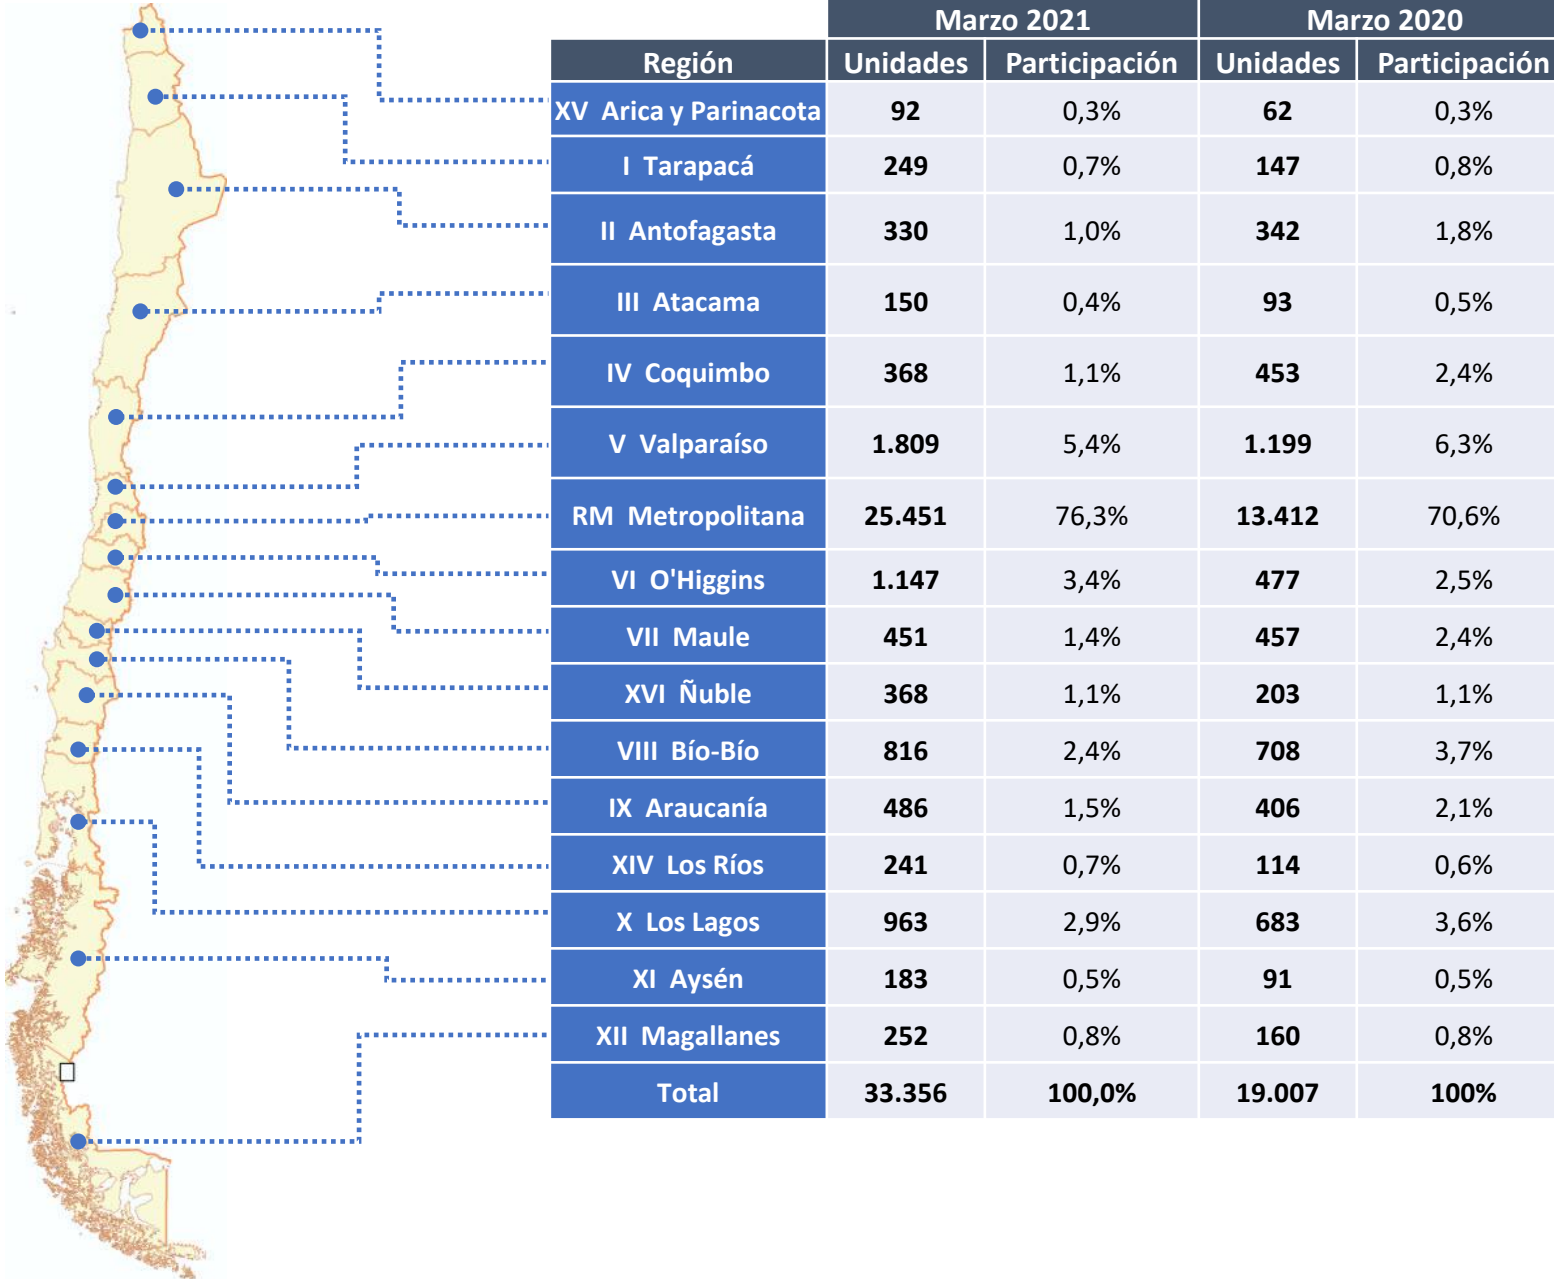 Marzo 2021 Marzo 2020
Región Unidades Participación Unidades Participación
XV Arica y Parinacota 92 0,3% 62 0,3%
I Tarapacá 249 0,7% 147 0,8%
II Antofagasta 330 1,0% 342 1,8%
III Atacama 150 0,4% 93 0,5%
IV Coquimbo 368 1,1% 453 2,4%
V Valparaíso 1.809 5,4% 1.199 6,3%
RM Metropolitana 25.451 76,3% 13.412 70,6%
VI O'Higgins 1.147 3,4% 477 2,5%
VII Maule 451 1,4% 457 2,4%
XVI Ñuble 368 1,1% 203 1,1%
VIII Bío-Bío 816 2,4% 708 3,7%
IX Araucanía 486 1,5% 406 2,1%
XIV Los Ríos 241 0,7% 114 0,6%
X Los Lagos 963 2,9% 683 3,6%
XI Aysén 183 0,5% 91 0,5%
XII Magallanes 252 0,8% 160 0,8%
Total 33.356 100,0% 19.007 100%